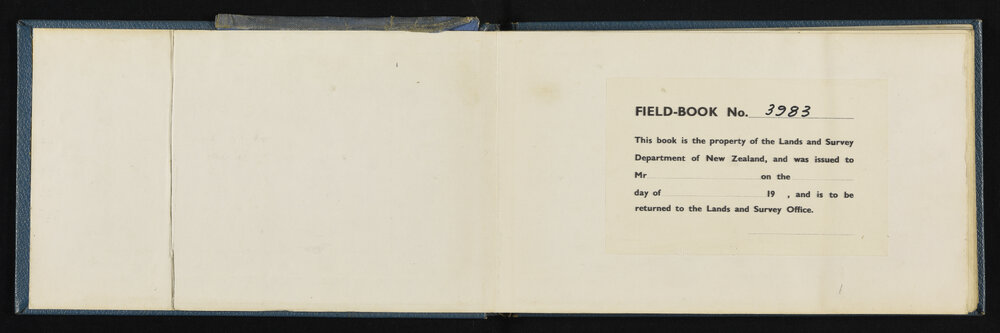 FIELD-BOOK No. 3983
This book is the property of the Lands and Survey
Department of New Zealand, and was issued to
Mr on the
day of 19 , and is to be
returned to the Lands and Survey Office.